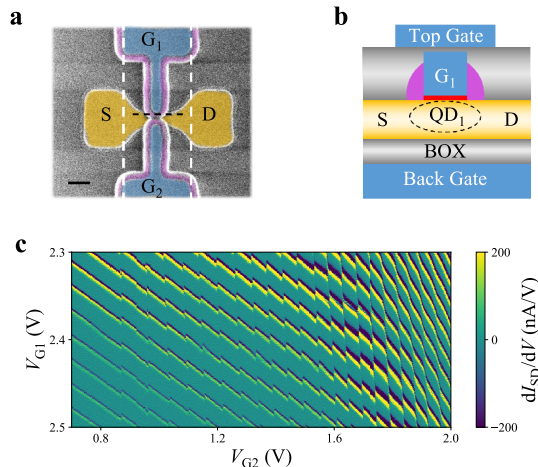 a
G1
S
D
G2
b
Top Gate
G1
S
QD1
D
BOX
Back Gate
c
2.3
2.4
2.5
VG1 (V)
0.8
1.2
1.6
2.0
VG2 (V)
200
0
−200
dISD/dV (nA/V)